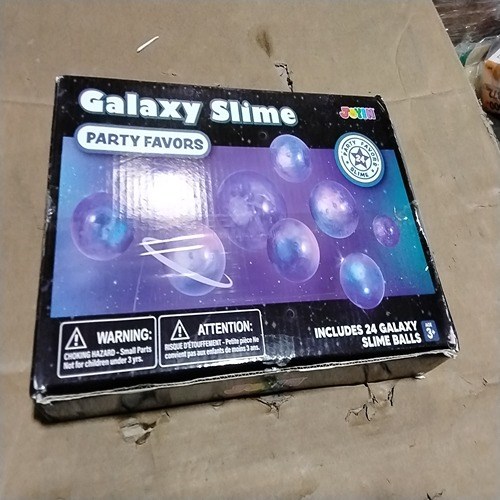 Galaxy Slime
JOYIN
PARTY FAVORS
PARTY FAVORS
24
SLIME
WARNING:
CHOKING HAZARD - Small Parts
Not for children under 3 yrs.
ATTENTION:
RISQUE D'ÉTOUFFEMENT - Petite pièce Ne
convient pas aux enfants de moins 3 ans.
INCLUDES 24 GALAXY
SLIME BALLS
AGES
3+